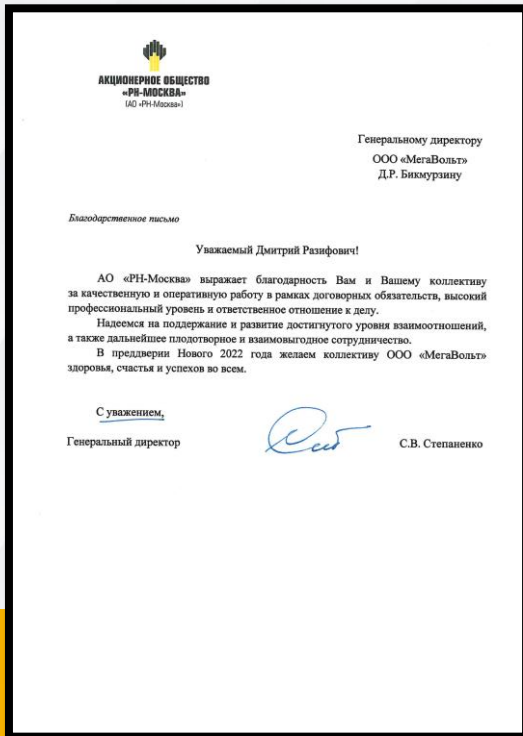 АКЦИОНЕРНОЕ ОБЩЕСТВО
«РН-МОСКВА»
(АО «РН-Москва»)
Генеральному директору
ООО «МегаВольт»
Д.Р. Бикмурзину
Благодарственное письмо
Уважаемый Дмитрий Разифович!
АО «РН-Москва» выражает благодарность Вам и Вашему коллективу
за качественную и оперативную работу в рамках договорных обязательств, высокий
профессиональный уровень и ответственное отношение к делу.
Надеемся на поддержание и развитие достигнутого уровня взаимоотношений,
а также дальнейшее плодотворное и взаимовыгодное сотрудничество.
В преддверии Нового 2022 года желаем коллективу ООО «МегаВольт»
здоровья, счастья и успехов во всем.
С уважением,
Генеральный директор
С.В. Степаненко